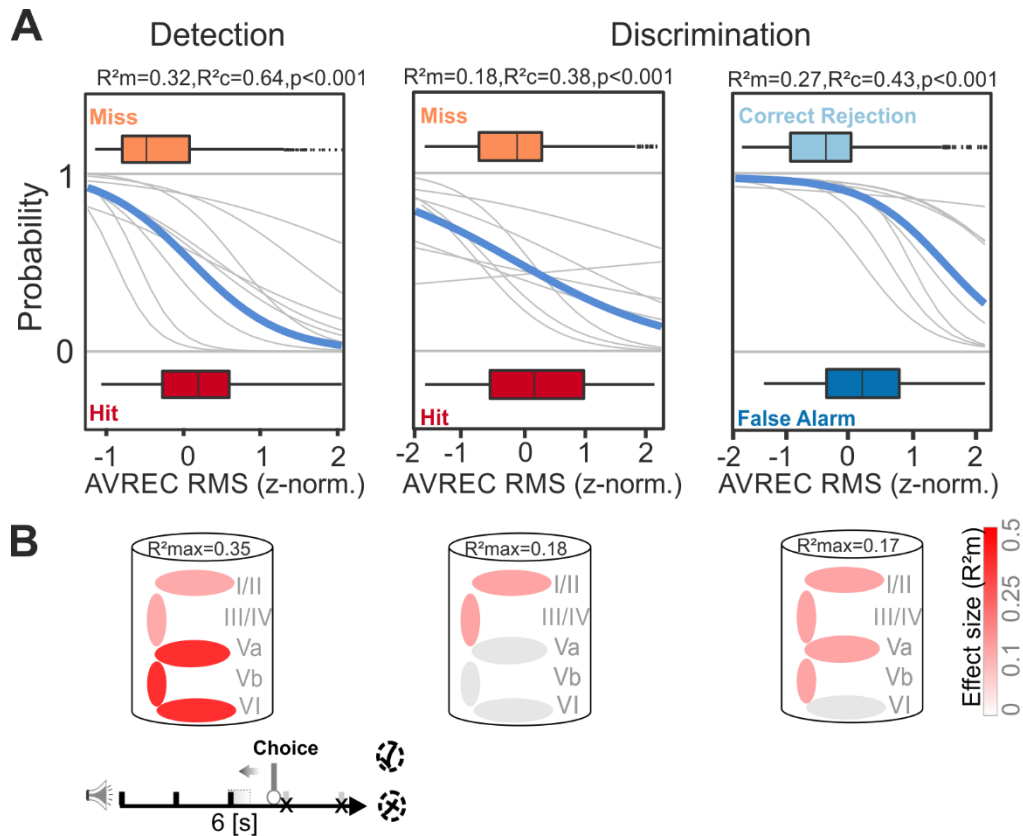 A
Detection
Discrimination
R²m=0.32,R²c=0.64,p<0.001
R²m=0.18,R²c=0.38,p<0.001
R²m=0.27,R²c=0.43,p<0.001
Miss
Miss
Correct Rejection
1
Probability
0
Hit
Hit
False Alarm
-1 0 1 2
-2 -1 0 1 2
-2 -1 0 1 2
AVREC RMS (z-norm.)
AVREC RMS (z-norm.)
AVREC RMS (z-norm.)
B
R²max=0.35
I/II
III/IV
Va
Vb
VI
R²max=0.18
I/II
III/IV
Va
Vb
VI
R²max=0.17
I/II
III/IV
Va
Vb
VI
Effect size (R²m)
0 0.1 0.25 0.5
Choice
x x
6 [s]